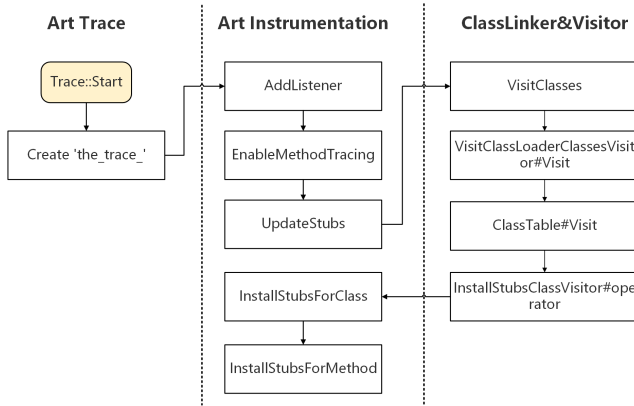 Art Trace
Art Instrumentation
ClassLinker&Visitor
Trace::Start
Create 'the_trace_'
AddListener
EnableMethodTracing
UpdateStubs
InstallStubsForClass
InstallStubsForMethod
VisitClasses
VisitClassLoaderClassesVisit
or#Visit
ClassTable#Visit
InstallStubsClassVisitor#ope
rator